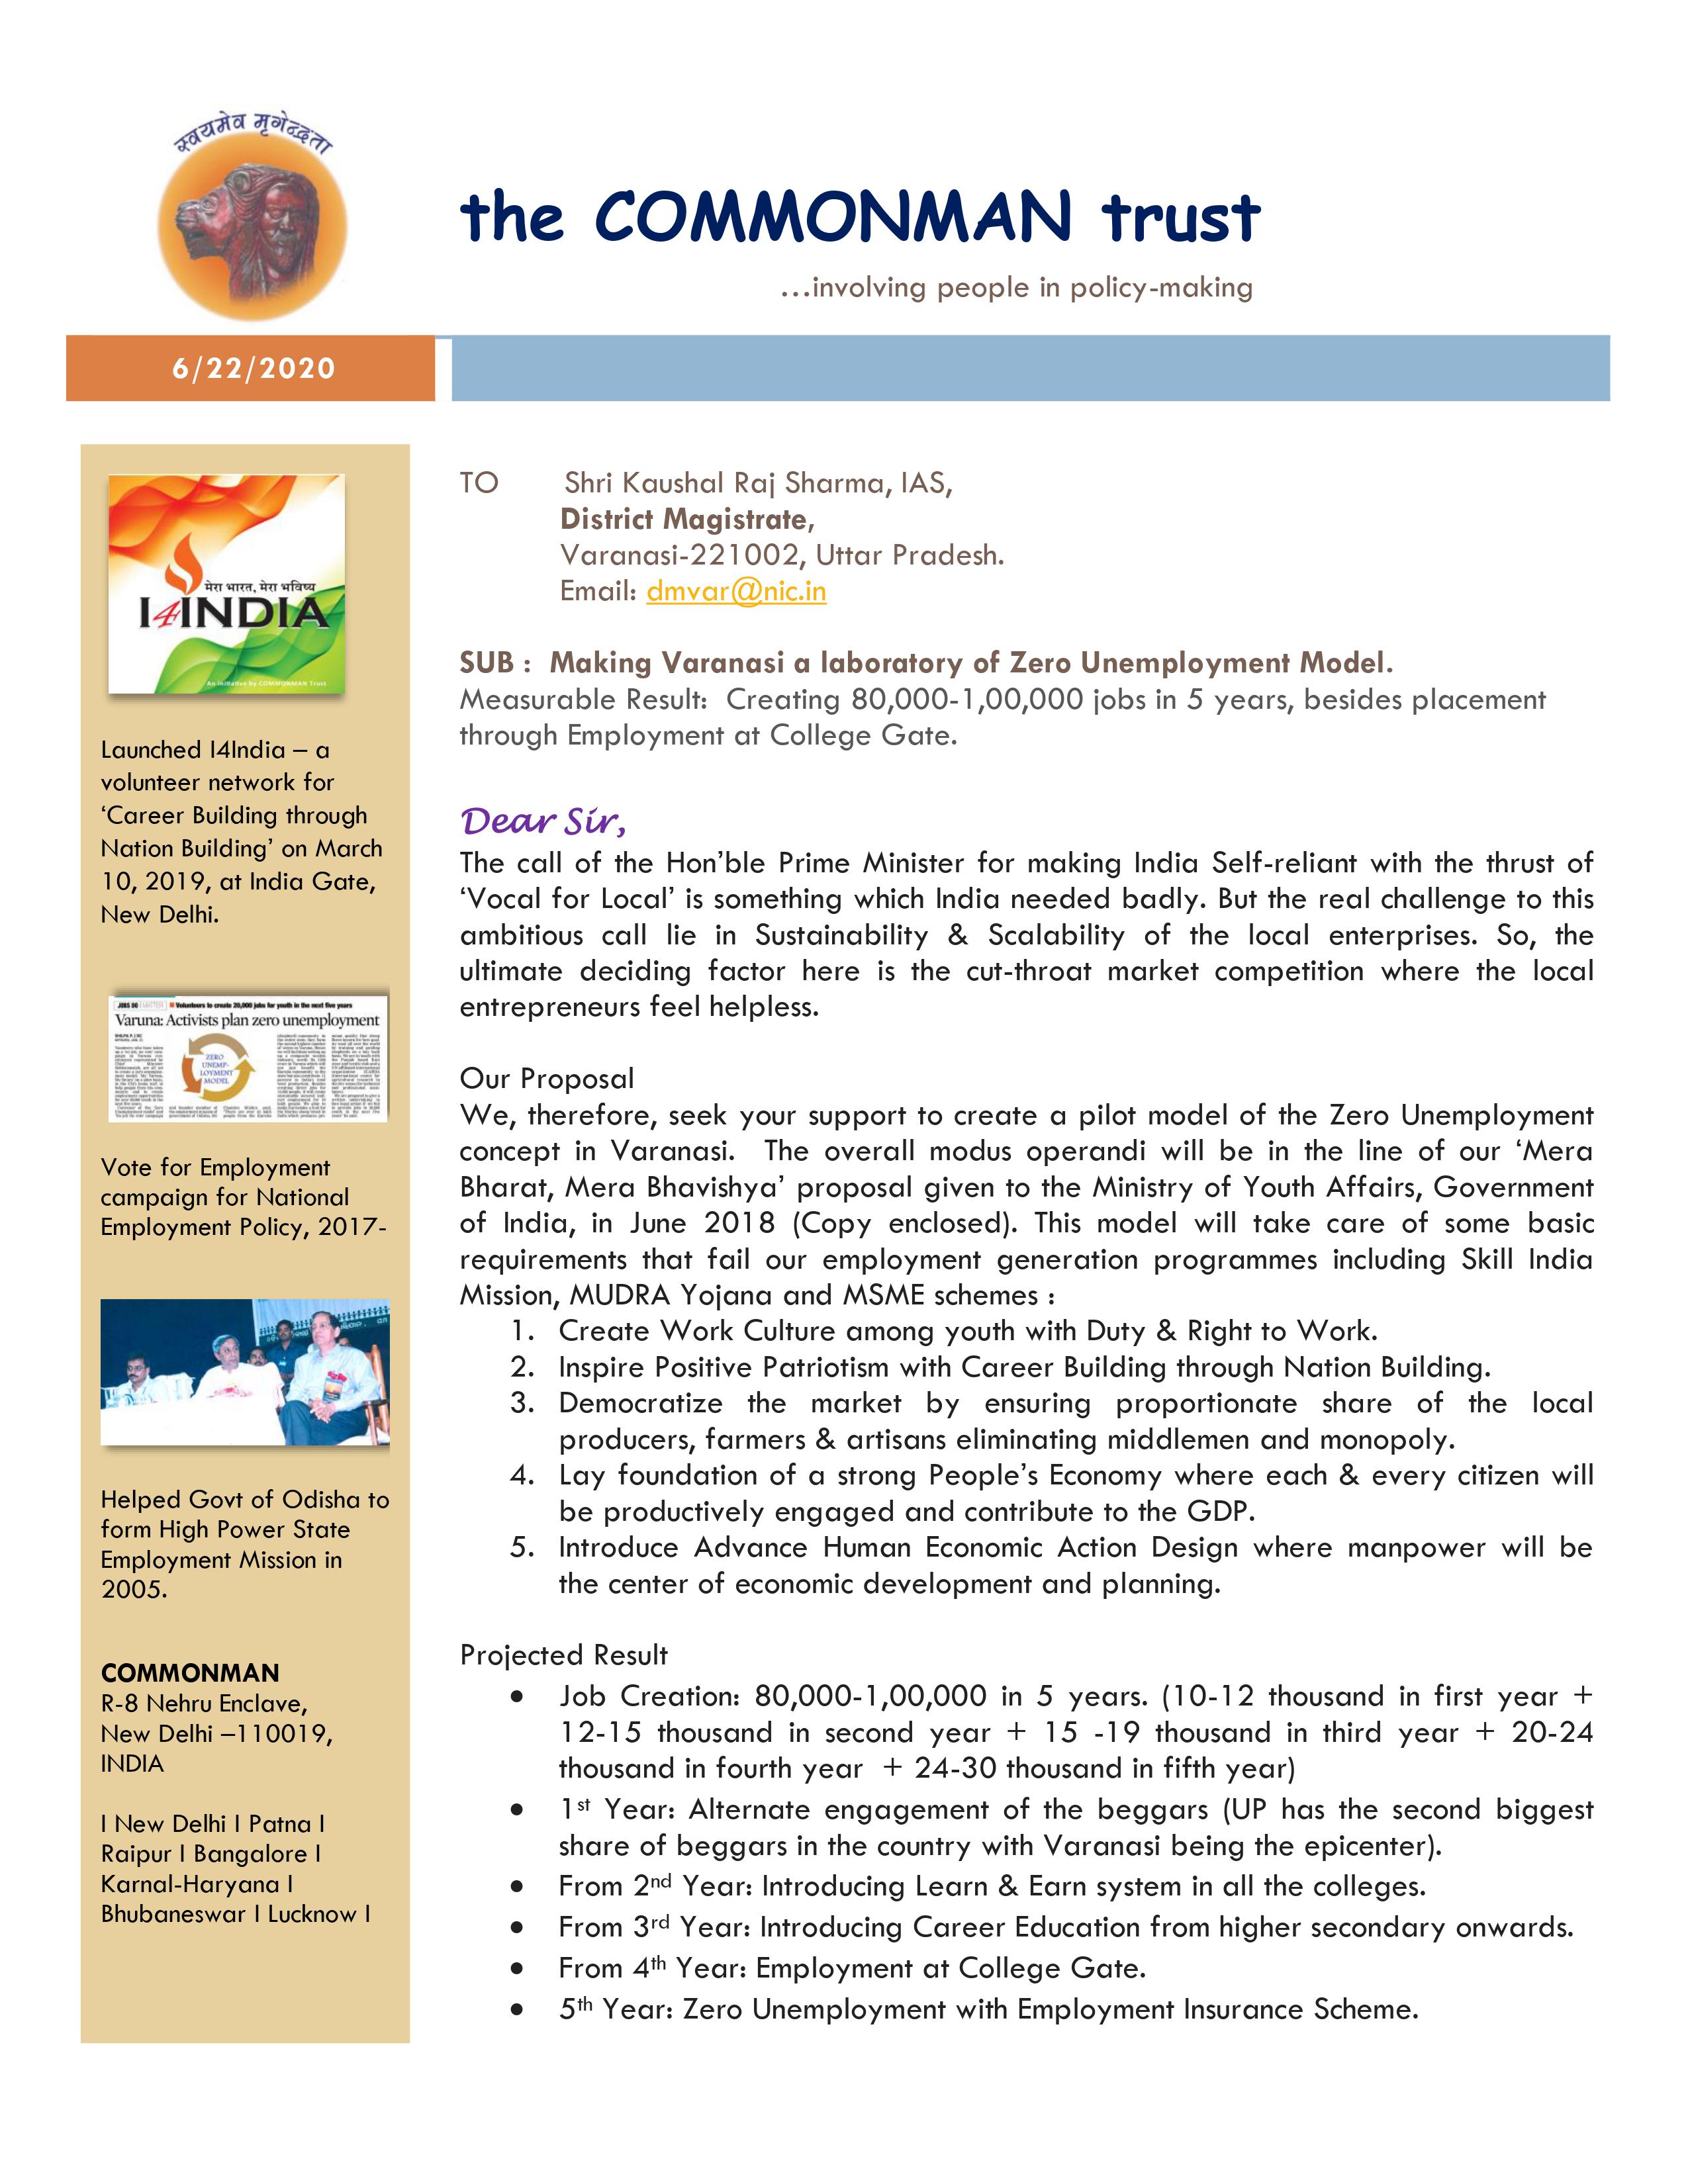 स्वयमेव मृगेन्द्रता
the COMMONMAN trust
…involving people in policy-making
6/22/2020
मेरा भारत, मेरा भविष्य
I4INDIA
An initiative by COMMONMAN Trust
Launched I4India – a
volunteer network for
‘Career Building through
Nation Building’ on March
10, 2019, at India Gate,
New Delhi.
JOBS GO
Volunteers to create 20,000 jobs for youth in the next five years
Varuna: Activists plan zero unemployment
ZERO
UNEMP-
LOYMENT
MODEL
Vote for Employment
campaign for National
Employment Policy, 2017-
Helped Govt of Odisha to
form High Power State
Employment Mission in
2005.
COMMONMAN
R-8 Nehru Enclave,
New Delhi –110019,
INDIA
I New Delhi I Patna I
Raipur I Bangalore I
Karnal-Haryana I
Bhubaneswar I Lucknow I
TO Shri Kaushal Raj Sharma, IAS,
District Magistrate,
Varanasi-221002, Uttar Pradesh.
Email: dmvar@nic.in
SUB : Making Varanasi a laboratory of Zero Unemployment Model.
Measurable Result: Creating 80,000-1,00,000 jobs in 5 years, besides placement
through Employment at College Gate.
Dear Sir,
The call of the Hon’ble Prime Minister for making India Self-reliant with the thrust of
‘Vocal for Local’ is something which India needed badly. But the real challenge to this
ambitious call lie in Sustainability & Scalability of the local enterprises. So, the
ultimate deciding factor here is the cut-throat market competition where the local
entrepreneurs feel helpless.
Our Proposal
We, therefore, seek your support to create a pilot model of the Zero Unemployment
concept in Varanasi. The overall modus operandi will be in the line of our ‘Mera
Bharat, Mera Bhavishya’ proposal given to the Ministry of Youth Affairs, Government
of India, in June 2018 (Copy enclosed). This model will take care of some basic
requirements that fail our employment generation programmes including Skill India
Mission, MUDRA Yojana and MSME schemes :
1. Create Work Culture among youth with Duty & Right to Work.
2. Inspire Positive Patriotism with Career Building through Nation Building.
3. Democratize the market by ensuring proportionate share of the local
producers, farmers & artisans eliminating middlemen and monopoly.
4. Lay foundation of a strong People’s Economy where each & every citizen will
be productively engaged and contribute to the GDP.
5. Introduce Advance Human Economic Action Design where manpower will be
the center of economic development and planning.
Projected Result
• Job Creation: 80,000-1,00,000 in 5 years. (10-12 thousand in first year +
12-15 thousand in second year + 15 -19 thousand in third year + 20-24
thousand in fourth year + 24-30 thousand in fifth year)
• 1st Year: Alternate engagement of the beggars (UP has the second biggest
share of beggars in the country with Varanasi being the epicenter).
• From 2nd Year: Introducing Learn & Earn system in all the colleges.
• From 3rd Year: Introducing Career Education from higher secondary onwards.
• From 4th Year: Employment at College Gate.
• 5th Year: Zero Unemployment with Employment Insurance Scheme.